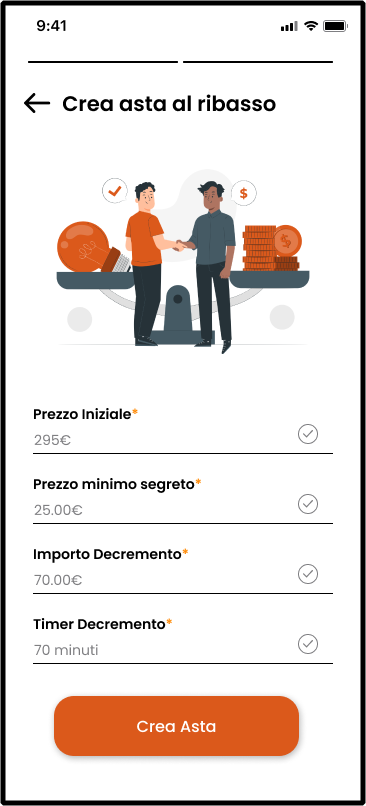 9:41
Crea asta al ribasso
$
$
Prezzo Iniziale*
295€
Prezzo minimo segreto*
25.00€
Importo Decremento*
70.00€
Timer Decremento*
70 minuti
Crea Asta